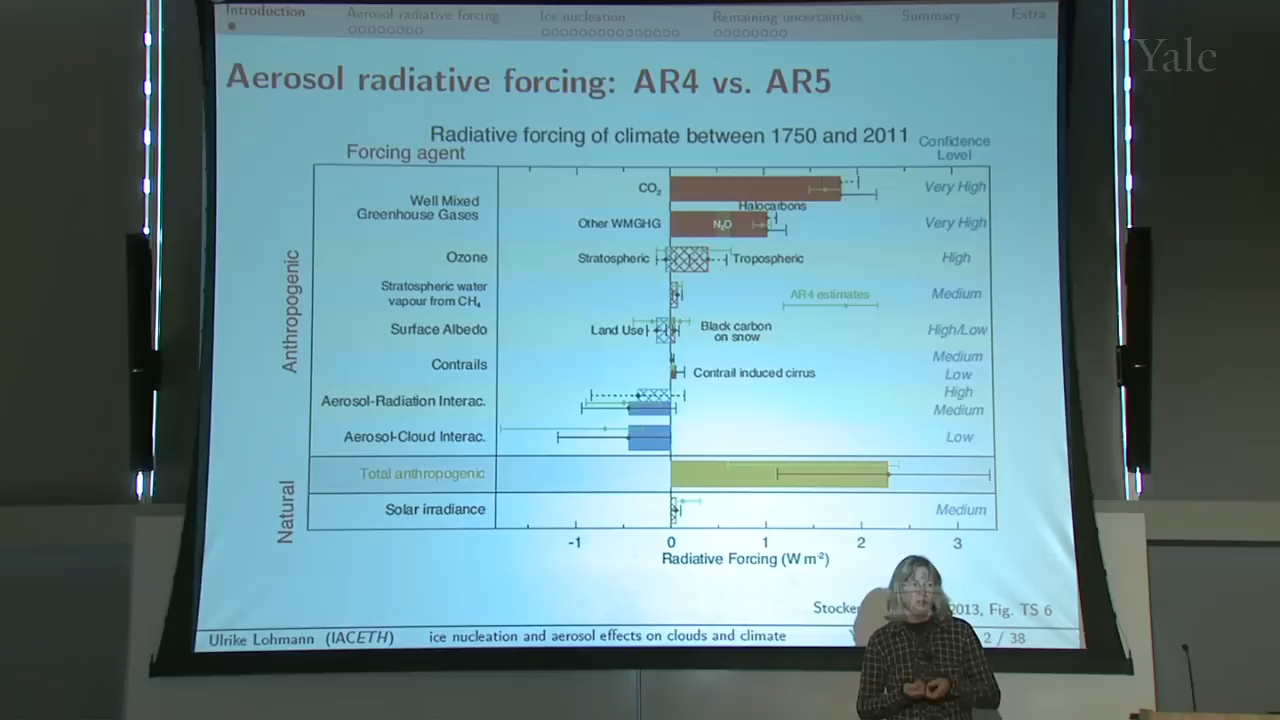 Introduction Aerosol radiative forcing Ice nucleation Remaining uncertainties Summary Extra
Yale
Aerosol radiative forcing: AR4 vs. AR5
Radiative forcing of climate between 1750 and 2011
Forcing agent
Confidence
Level
Anthropogenic
Well Mixed
Greenhouse Gases
CO₂
Very High
Halocarbons
Other WMGHG
N₂O
Very High
Ozone
Stratospheric
Tropospheric
High
Stratospheric water
vapour from CH₄
AR4 estimates
Medium
Surface Albedo
Land Use
Black carbon
on snow
High/Low
Contrails
Medium
Contrail induced cirrus
Low
Aerosol-Radiation Interac.
High
Medium
Aerosol-Cloud Interac.
Low
Total anthropogenic
Natural
Solar irradiance
Medium
-1 0 1 2 3
Radiative Forcing (W m⁻²)
2013, Fig. TS 6
Ulrike Lohmann (IACETH) ice nucleation and aerosol effects on clouds and climate 2 / 38